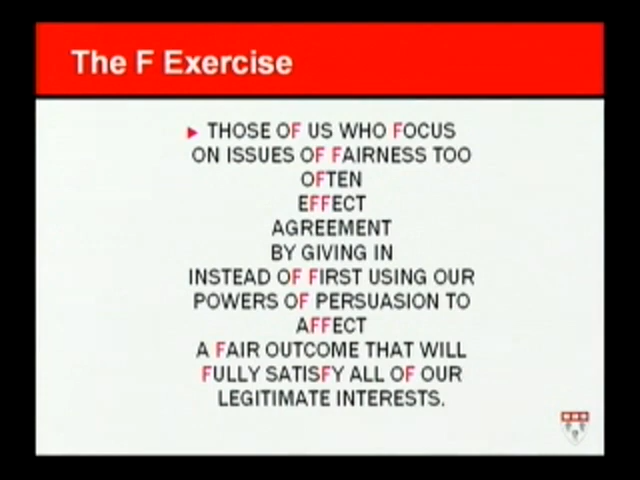 The F Exercise
THOSE OF US WHO FOCUS
ON ISSUES OF FAIRNESS TOO
OFTEN
EFFECT
AGREEMENT
BY GIVING IN
INSTEAD OF FIRST USING OUR
POWERS OF PERSUASION TO
AFFECT
A FAIR OUTCOME THAT WILL
FULLY SATISFY ALL OF OUR
LEGITIMATE INTERESTS.